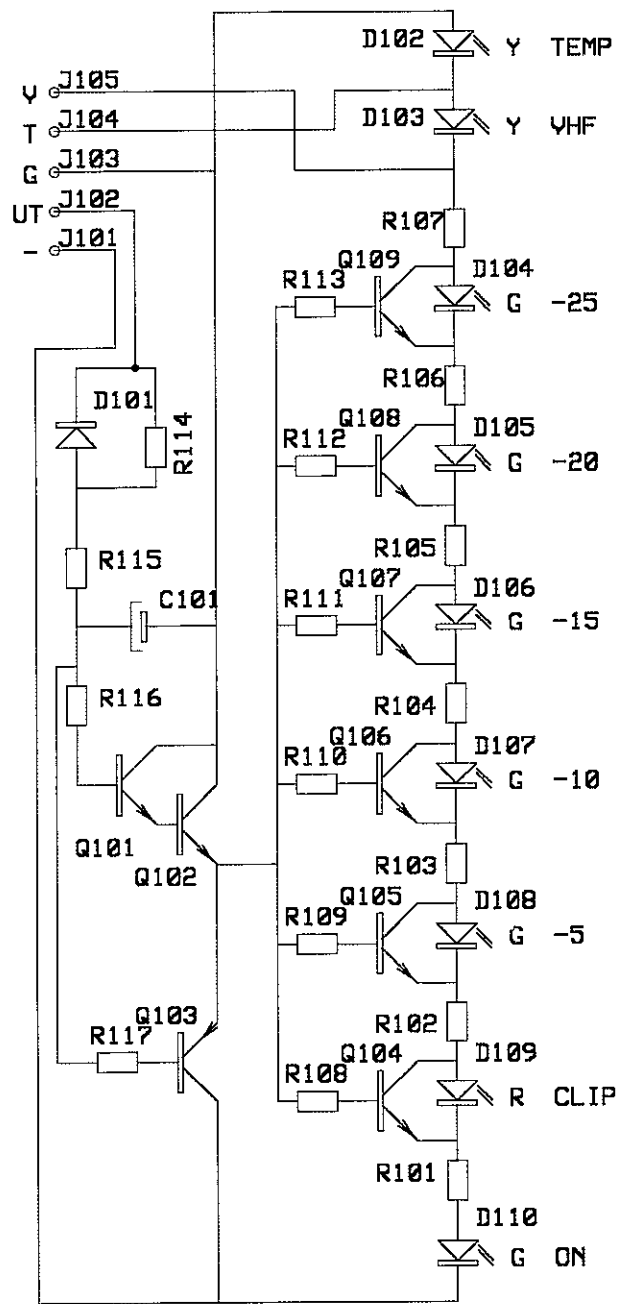 D102 Y TEMP
J105
V
J104
T
D103 Y VHF
J103
G
J102
UT
J101
-
R107
Q109
D104
R113
G -25
R106
D101
R114
Q108
D105
R112
G -20
R105
R115
Q107
D106
C101
R111
G -15
R104
R116
Q106
D107
R110
G -10
Q101
Q102
R103
Q105
D108
R109
G -5
R102
Q103
Q104
D109
R117
R108
R CLIP
R101
D110
G ON